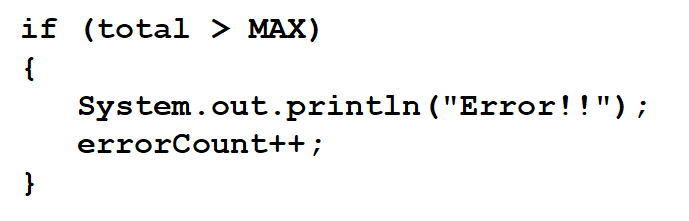 if (total > MAX)
{
   System.out.println("Error!!");
   errorCount++;
}